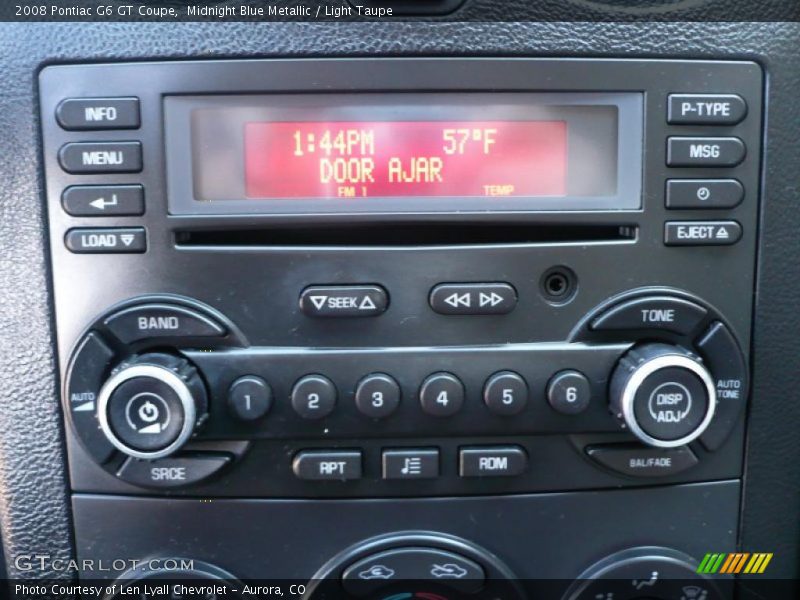 2008 Pontiac G6 GT Coupe, Midnight Blue Metallic / Light Taupe
INFO
P-TYPE
1:44PM 57°F
MENU
MSG
DOOR AJAR
FM 1 TEMP
LOAD
EJECT
SEEK
BAND
TONE
AUTO
1 2 3 4 5 6
DISP
ADJ
AUTO
TONE
SRCE
RPT
RDM
BAL/FADE
GTCARLOT.COM
Photo Courtesy of Len Lyall Chevrolet - Aurora, CO